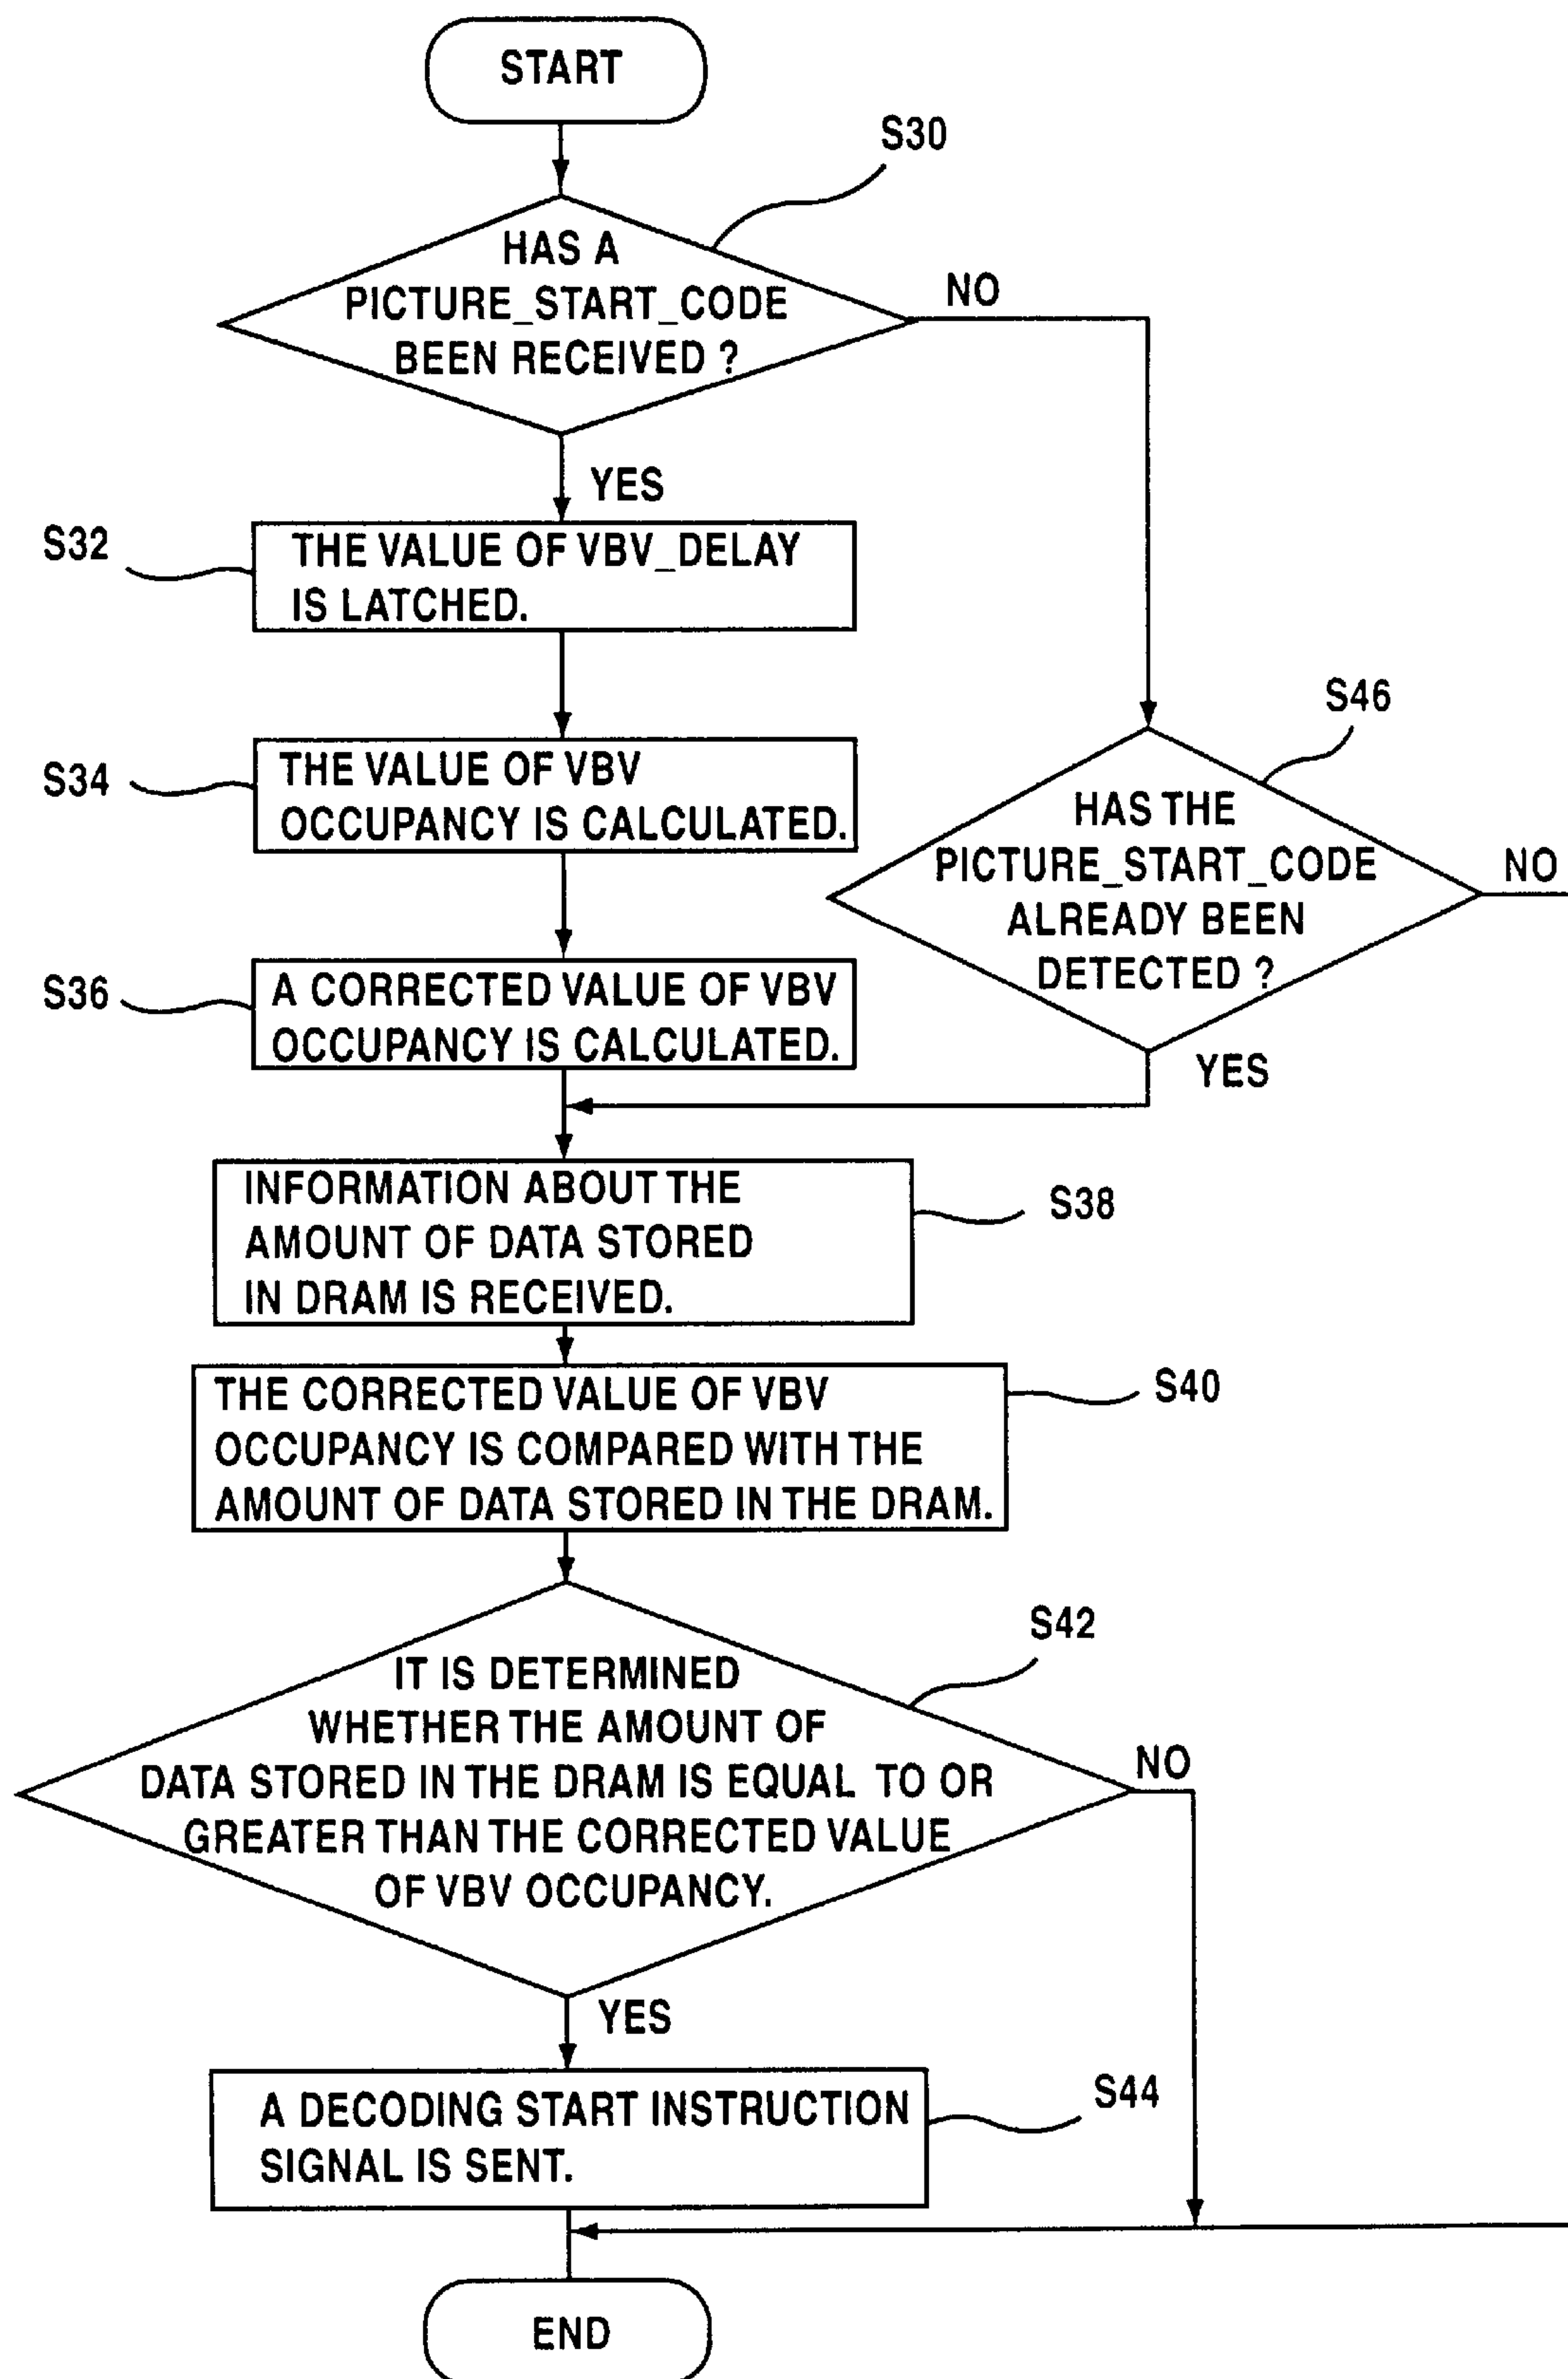 START
S30
HAS A
PICTURE_START_CODE
BEEN RECEIVED ?
NO
YES
S32
THE VALUE OF VBV_DELAY
IS LATCHED.
S34
THE VALUE OF VBV
OCCUPANCY IS CALCULATED.
S36
A CORRECTED VALUE OF VBV
OCCUPANCY IS CALCULATED.
S46
HAS THE
PICTURE_START_CODE
ALREADY BEEN
DETECTED ?
NO
YES
INFORMATION ABOUT THE
AMOUNT OF DATA STORED
IN DRAM IS RECEIVED.
S38
THE CORRECTED VALUE OF VBV
OCCUPANCY IS COMPARED WITH THE
AMOUNT OF DATA STORED IN THE DRAM.
S40
S42
IT IS DETERMINED
WHETHER THE AMOUNT OF
DATA STORED IN THE DRAM IS EQUAL TO OR
GREATER THAN THE CORRECTED VALUE
OF VBV OCCUPANCY.
NO
YES
A DECODING START INSTRUCTION
SIGNAL IS SENT.
S44
END